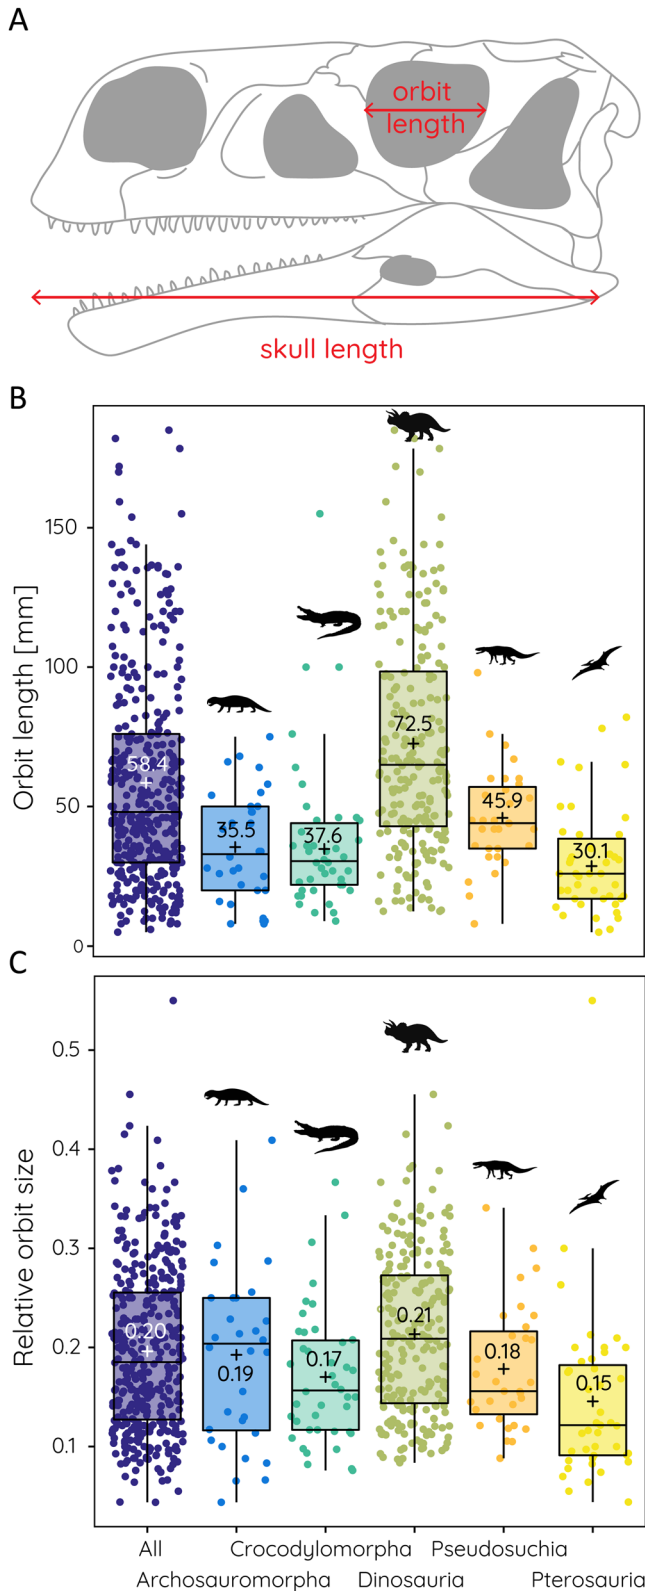 A
orbit
length
skull length
B
Orbit length [mm]
150
100
50
0
58.4
35.5
37.6
72.5
45.9
30.1
C
Relative orbit size
0.5
0.4
0.3
0.2
0.1
0.20
0.19
0.17
0.21
0.18
0.15
All
Crocodylomorpha
Pseudosuchia
Archosauromorpha
Dinosauria
Pterosauria